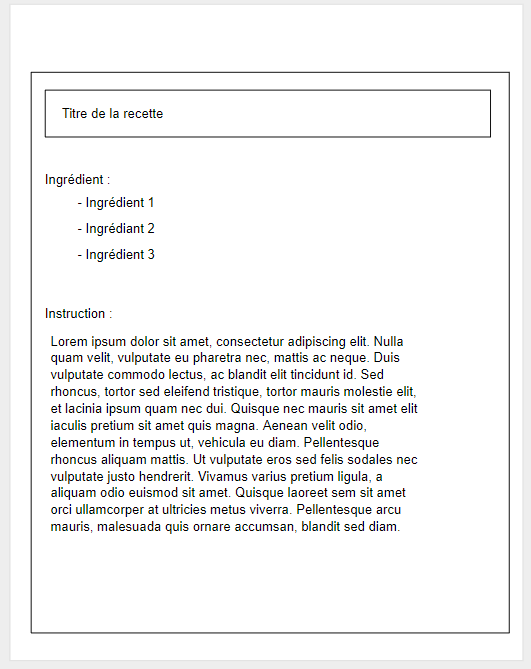 Titre de la recette
Ingrédient :
- Ingrédient 1
- Ingrédiant 2
- Ingrédient 3
Instruction :
Lorem ipsum dolor sit amet, consectetur adipiscing elit. Nulla
quam velit, vulputate eu pharetra nec, mattis ac neque. Duis
vulputate commodo lectus, ac blandit elit tincidunt id. Sed
rhoncus, tortor sed eleifend tristique, tortor mauris molestie elit,
et lacinia ipsum quam nec dui. Quisque nec mauris sit amet elit
iaculis pretium sit amet quis magna. Aenean velit odio,
elementum in tempus ut, vehicula eu diam. Pellentesque
rhoncus aliquam mattis. Ut vulputate eros sed felis sodales nec
vulputate justo hendrerit. Vivamus varius pretium ligula, a
aliquam odio euismod sit amet. Quisque laoreet sem sit amet
orci ullamcorper at ultricies metus viverra. Pellentesque arcu
mauris, malesuada quis ornare accumsan, blandit sed diam.